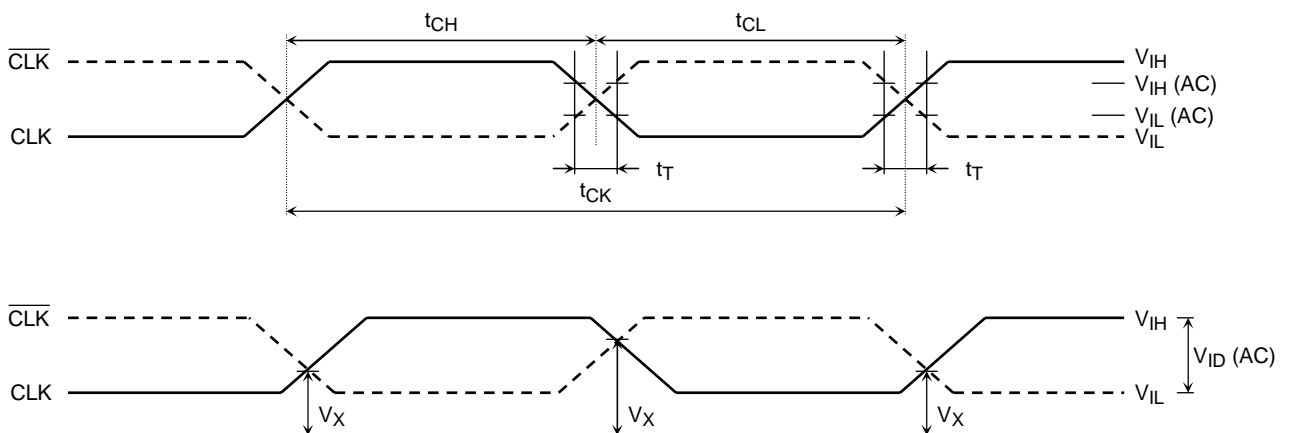 tCH
tCL
CLK
VIH
VIH (AC)
VIL (AC)
CLK
VIL
tT
tT
tCK
CLK
VIH
VID (AC)
CLK
VIL
VX
VX
VX